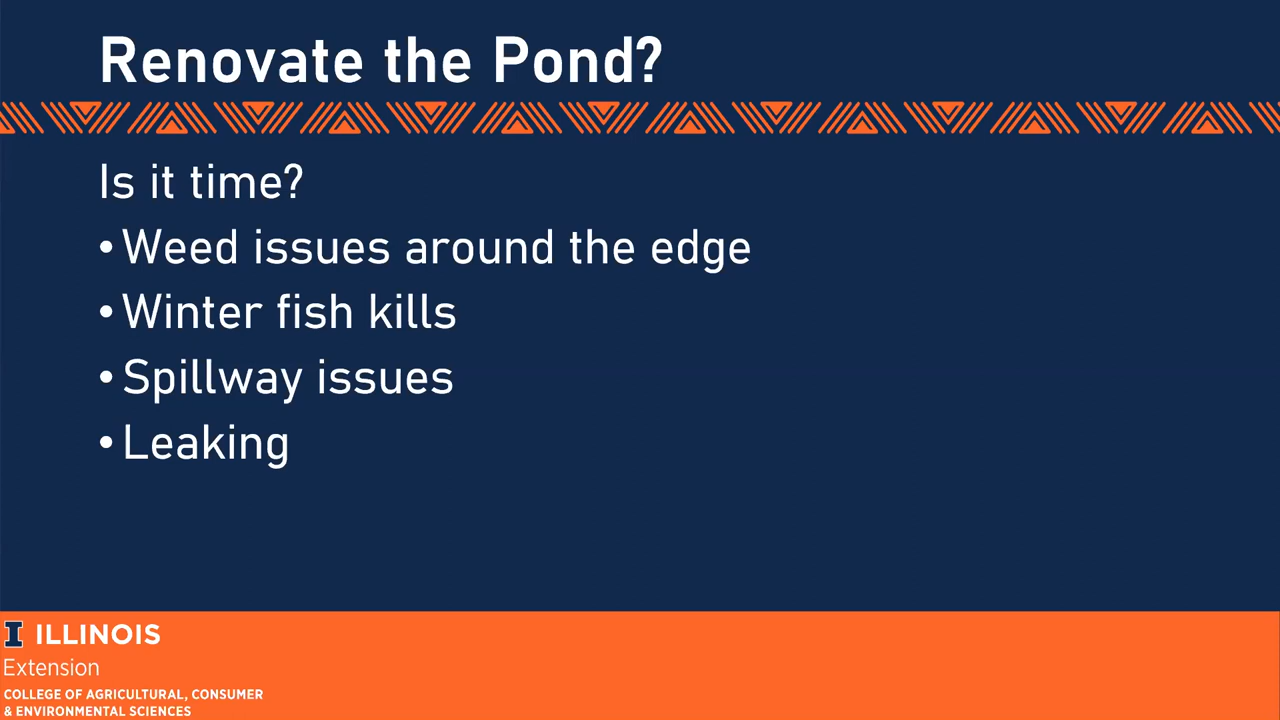 Renovate the Pond?
Is it time?
• Weed issues around the edge
• Winter fish kills
• Spillway issues
• Leaking
I ILLINOIS
Extension
COLLEGE OF AGRICULTURAL, CONSUMER
& ENVIRONMENTAL SCIENCES